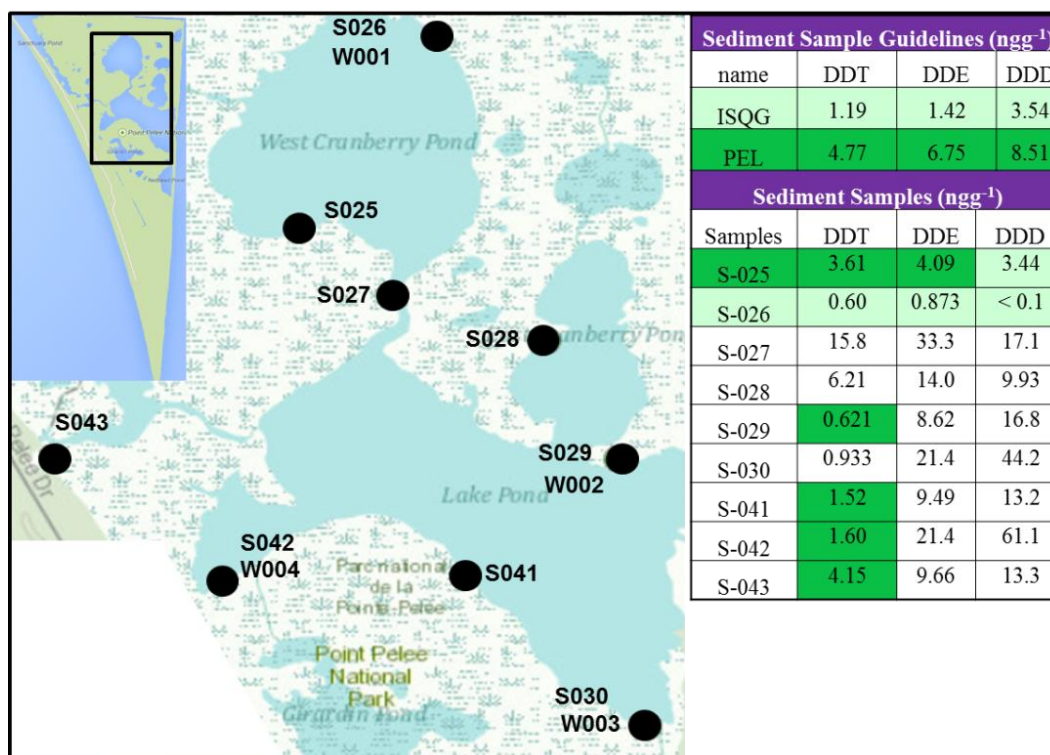 Sanctuary Pond
Point Pelee Nation
S026
W001
West Cranberry Pond
S025
S027
S028
Cranberry Pond
S043
Pelee Dr
S029
W002
Lake Pond
S042
W004
S041
Parc national
de la
Pointe-Pelée
Point Pelee
National
Park
Girardin Pond
S030
W003
Sediment Sample Guidelines (ngg⁻¹)
name DDT DDE DDD
ISQG 1.19 1.42 3.54
PEL 4.77 6.75 8.51
Sediment Samples (ngg⁻¹)
Samples DDT DDE DDD
S-025 3.61 4.09 3.44
S-026 0.60 0.873 < 0.1
S-027 15.8 33.3 17.1
S-028 6.21 14.0 9.93
S-029 0.621 8.62 16.8
S-030 0.933 21.4 44.2
S-041 1.52 9.49 13.2
S-042 1.60 21.4 61.1
S-043 4.15 9.66 13.3